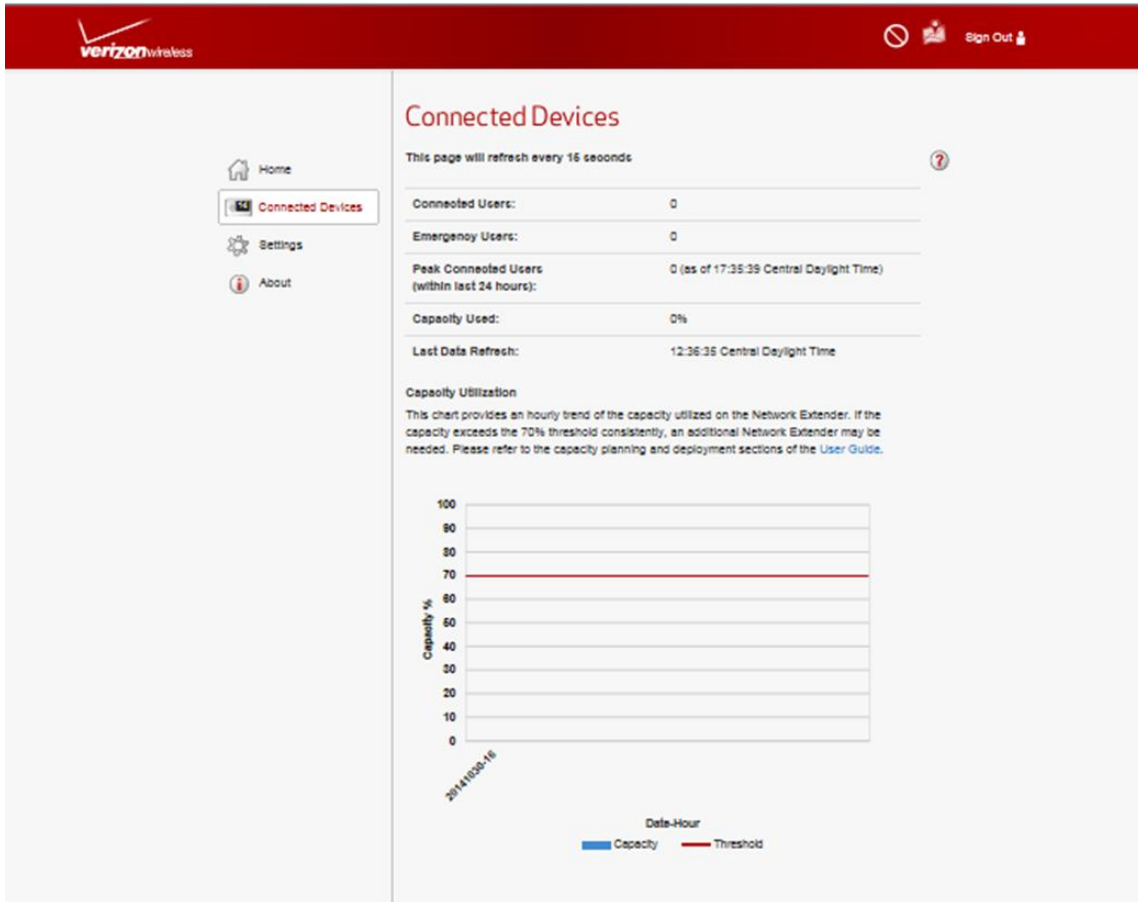 verizonwireless
Sign Out
Connected Devices
This page will refresh every 15 seconds
Home
Connected Devices
Settings
About
Connected Users: 0
Emergency Users: 0
Peak Connected Users 0 (as of 17:35:39 Central Daylight Time)
(within last 24 hours):
Capacity Used: 0%
Last Data Refresh: 12:36:35 Central Daylight Time
Capacity Utilization
This chart provides an hourly trend of the capacity utilized on the Network Extender. If the
capacity exceeds the 70% threshold consistently, an additional Network Extender may be
needed. Please refer to the capacity planning and deployment sections of the User Guide.
100
90
80
70
60
50
40
30
20
10
0
Capacity %
20141030-16
Date-Hour
Capacity Threshold